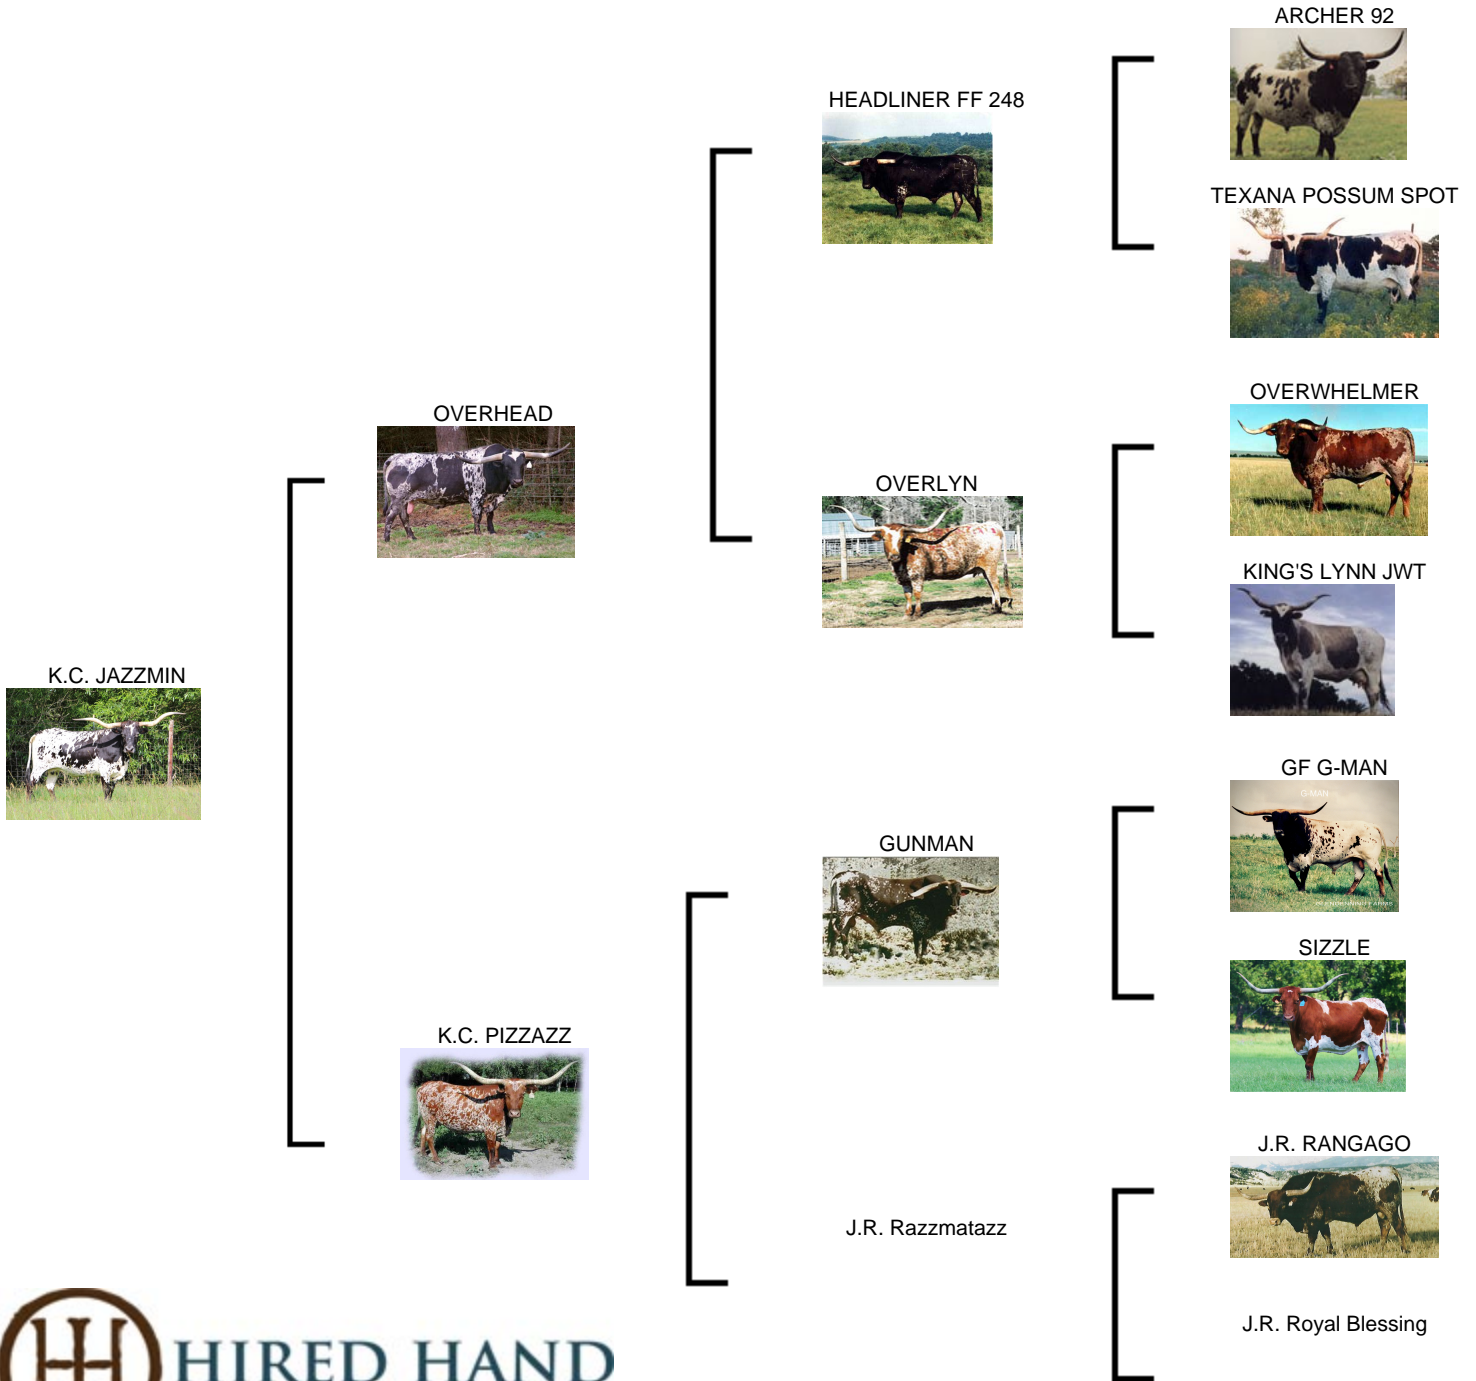 ARCHER 92
HEADLINER FF 248
TEXANA POSSUM SPOT
OVERHEAD
OVERWHELMER
OVERLYN
KING'S LYNN JWT
K.C. JAZZMIN
GF G-MAN
G-MAN
GUNMAN
SIZZLE
K.C. PIZZAZZ
J.R. RANGAGO
J.R. Razzmatazz
J.R. Royal Blessing
HIRED HAND